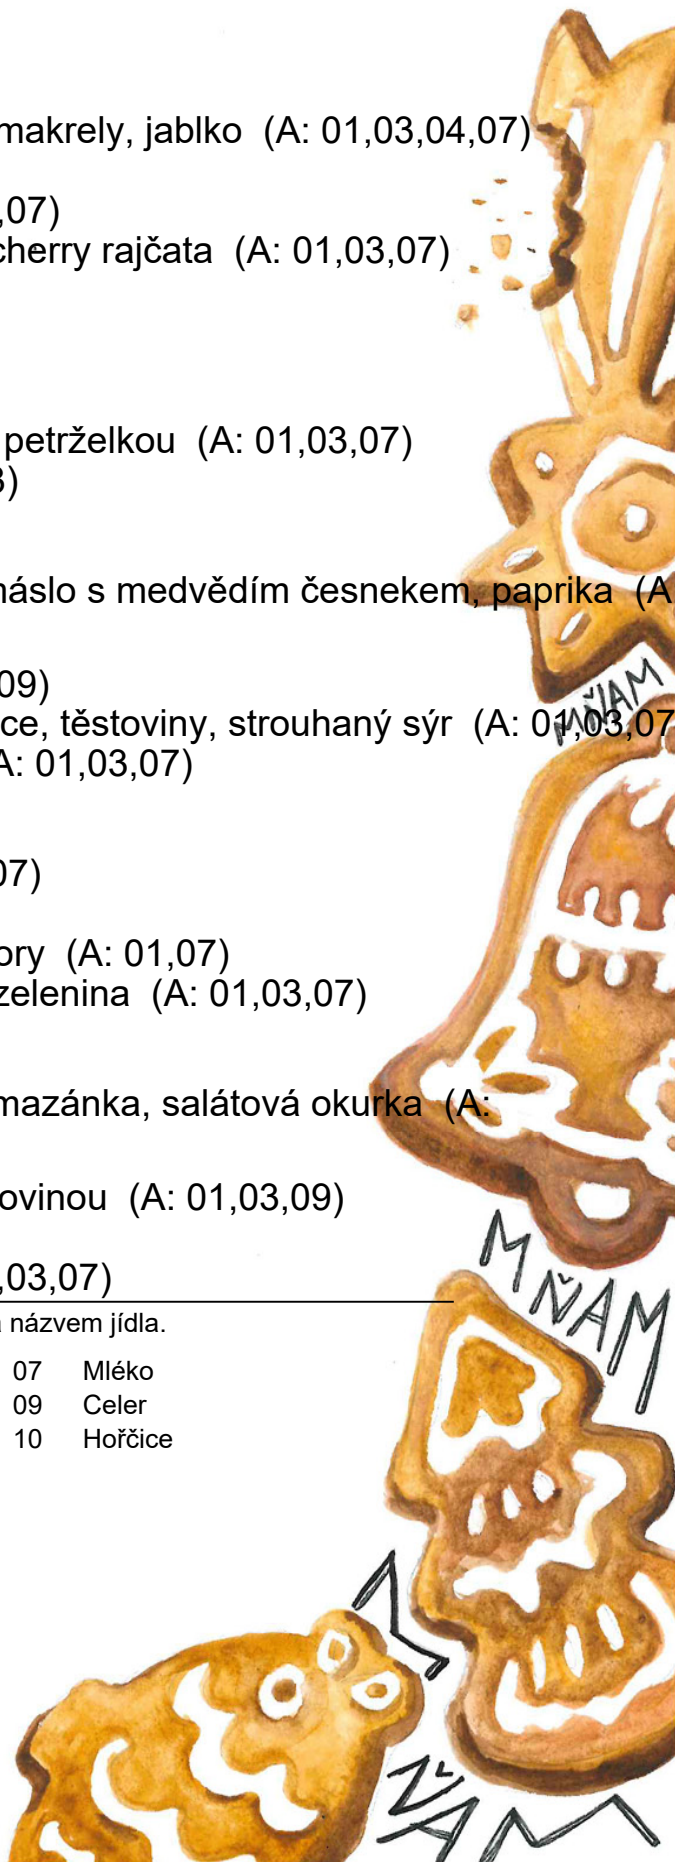 makrely, jablko (A: 01,03,04,07)
,07)
cherry rajčata (A: 01,03,07)
petrželkou (A: 01,03,07)
3)
máslo s medvědím česnekem, paprika (A
09)
ce, těstoviny, strouhaný sýr (A: 01,03,07
MŇAM
A: 01,03,07)
07)
ory (A: 01,07)
zelenina (A: 01,03,07)
mazánka, salátová okurka (A:
ovinou (A: 01,03,09)
,03,07)
MŇAM
a názvem jídla.
07 Mléko
09 Celer
10 Hořčice
MŇAM